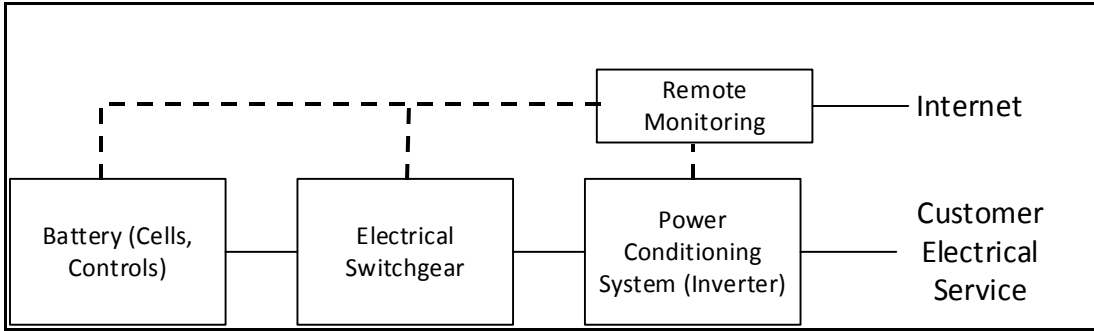 Remote
Monitoring
Internet
Battery (Cells,
Controls)
Electrical
Switchgear
Power
Conditioning
System (Inverter)
Customer
Electrical
Service